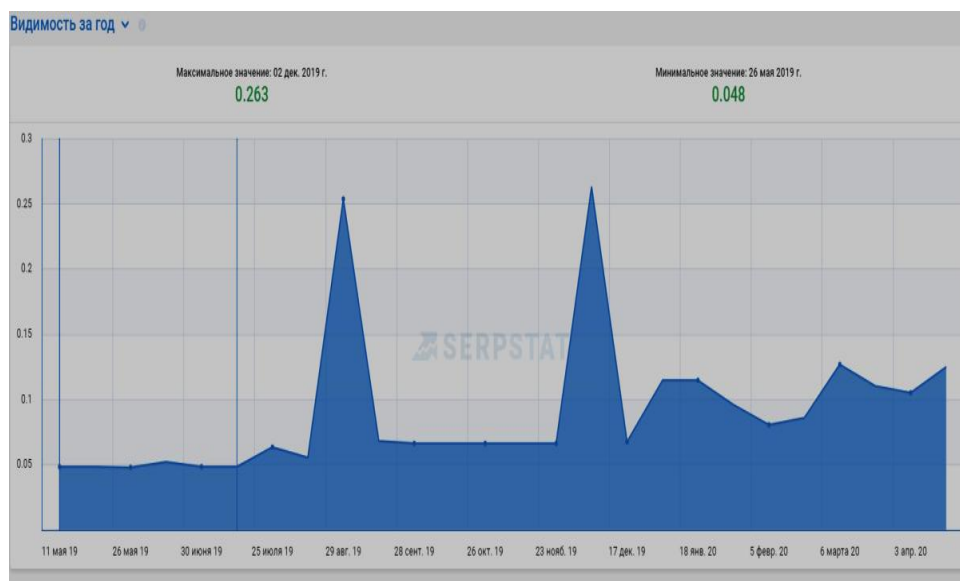 Видимость за год
Максимальное значение: 02 дек. 2019 г.
0.263
Минимальное значение: 26 мая 2019 г.
0.048
0.3
0.25
0.2
0.15
0.1
0.05
SERPSTAT
11 мая 19
26 мая 19
30 июня 19
25 июля 19
29 авг. 19
28 сент. 19
26 окт. 19
23 нояб. 19
17 дек. 19
18 янв. 20
5 февр. 20
6 марта 20
3 апр. 20